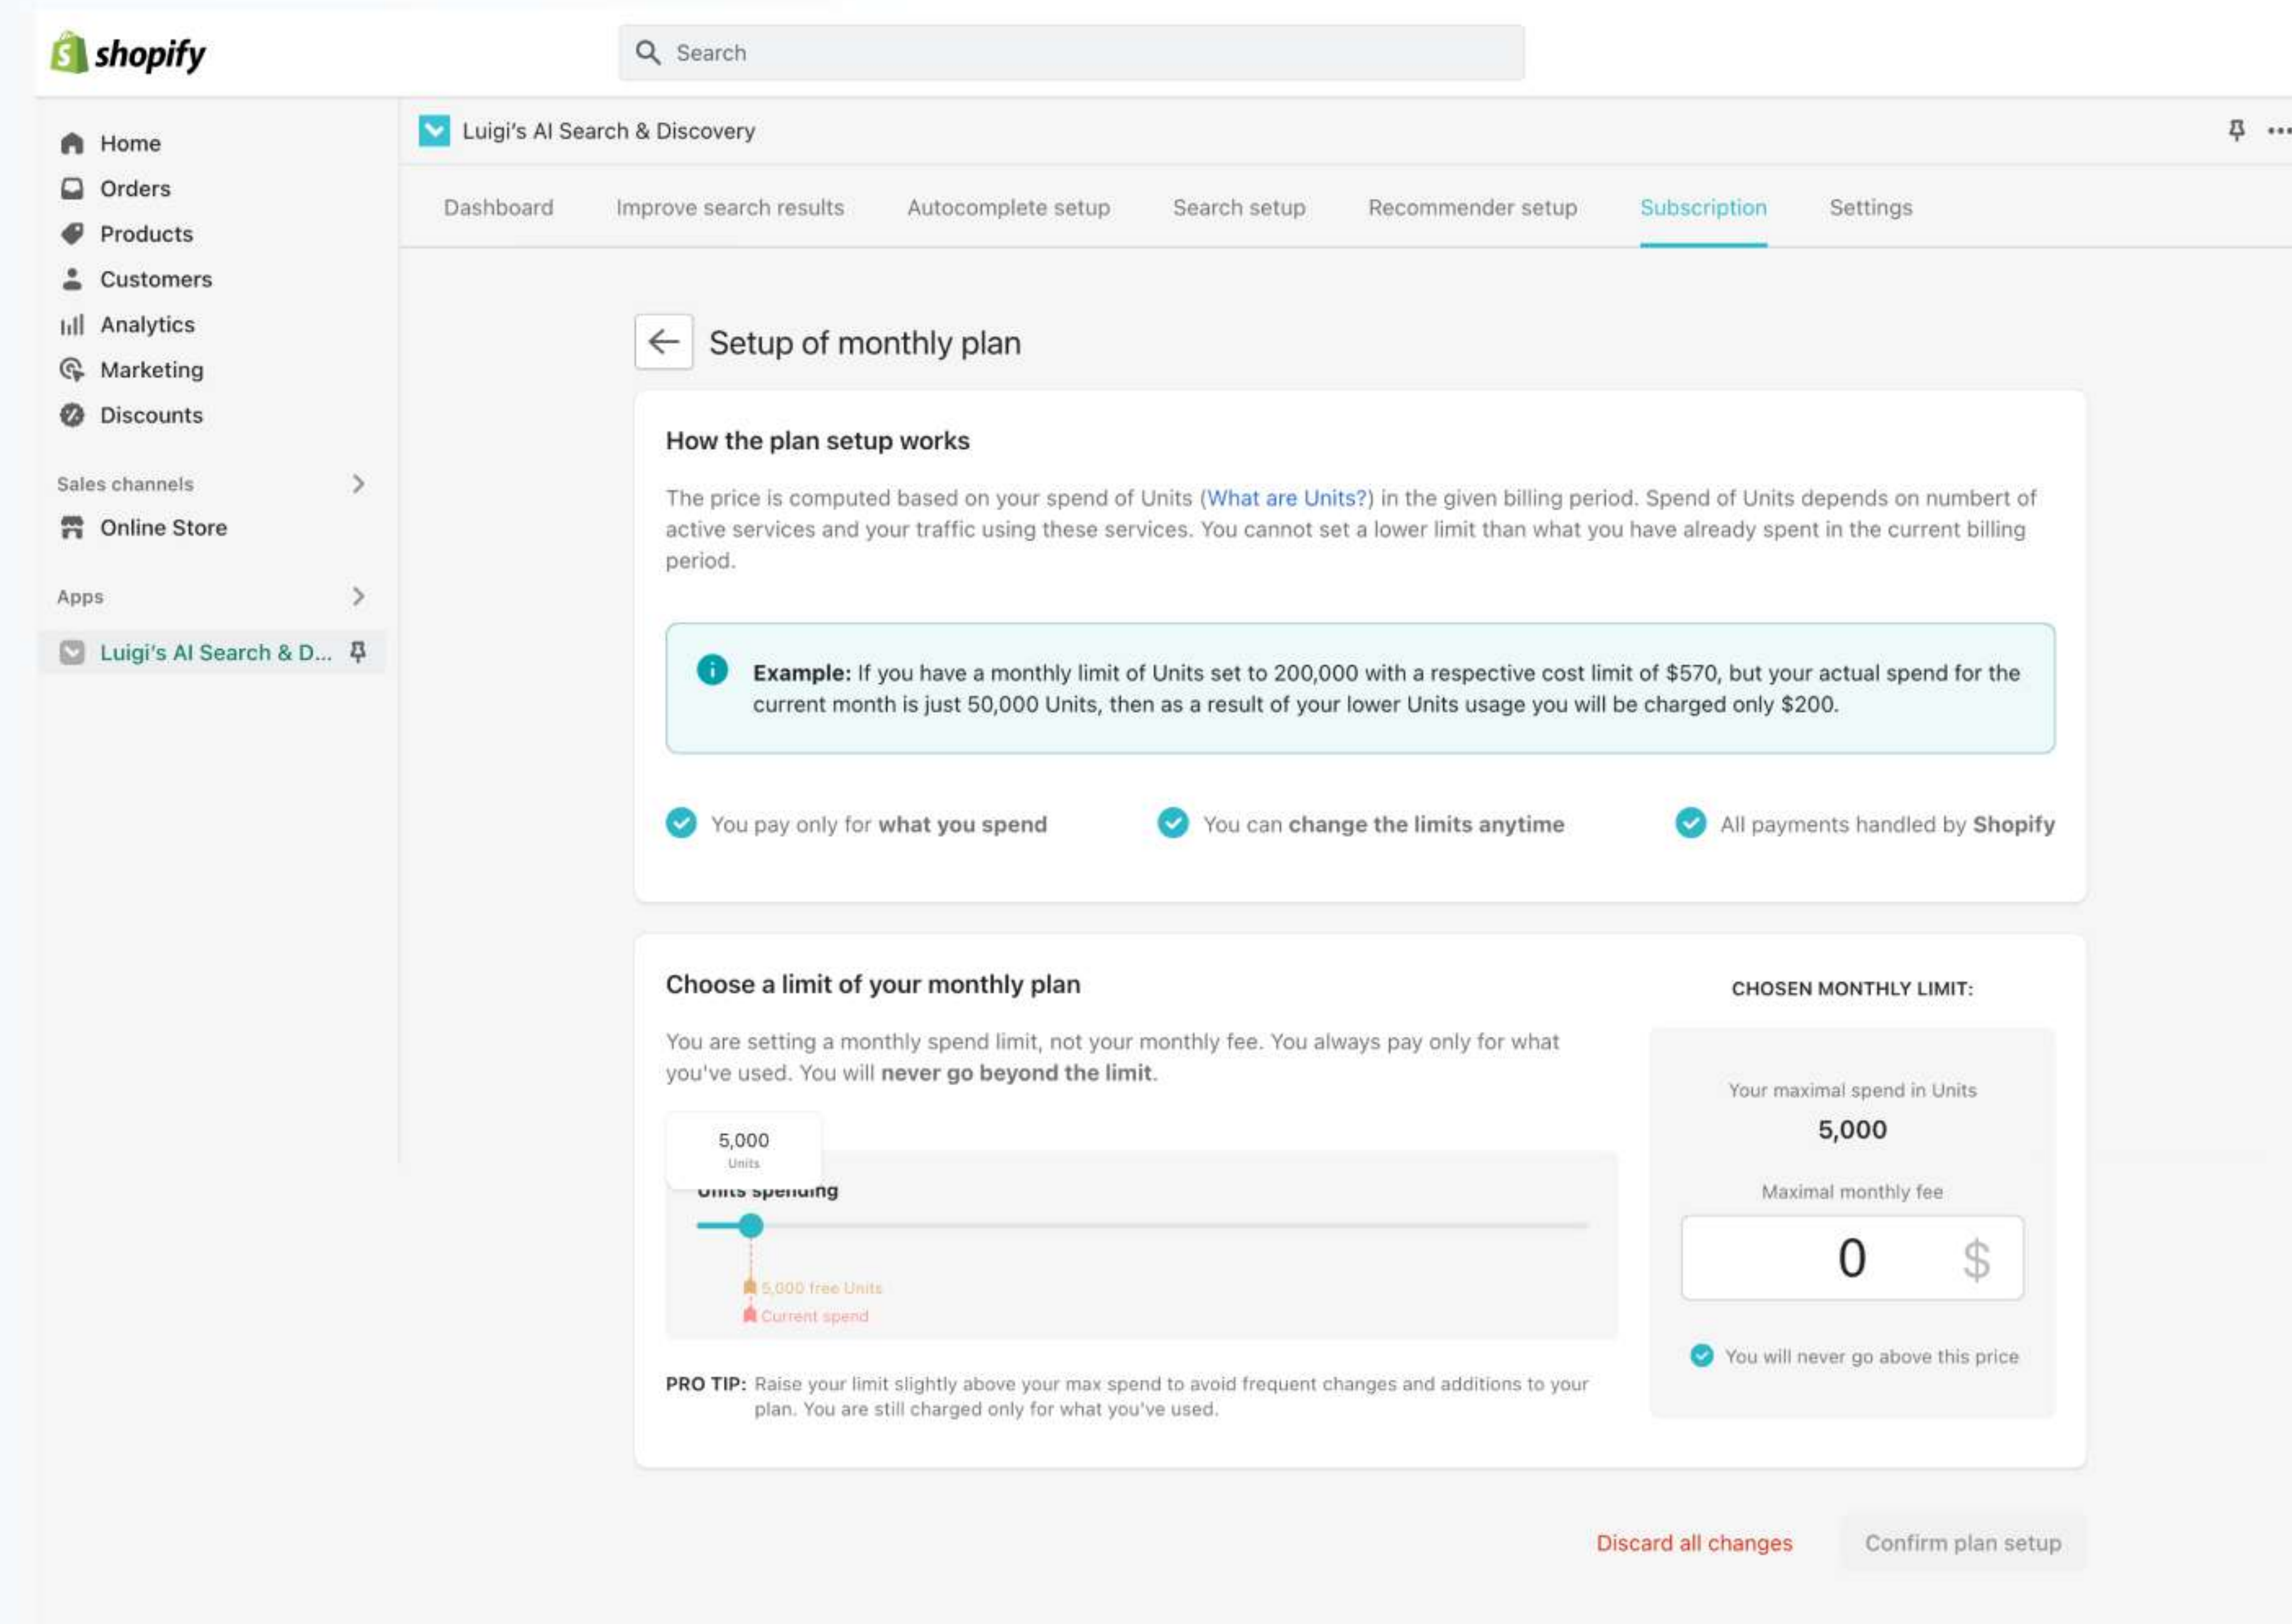 shopify
Search
Home
Orders
Products
Customers
Analytics
Marketing
Discounts
Sales channels
Online Store
Apps
Luigi's AI Search & D...
Luigi's AI Search & Discovery
Dashboard
Improve search results
Autocomplete setup
Search setup
Recommender setup
Subscription
Settings
Setup of monthly plan
How the plan setup works
The price is computed based on your spend of Units (What are Units?) in the given billing period. Spend of Units depends on numbert of
active services and your traffic using these services. You cannot set a lower limit than what you have already spent in the current billing
period.
Example: If you have a monthly limit of Units set to 200,000 with a respective cost limit of $570, but your actual spend for the
current month is just 50,000 Units, then as a result of your lower Units usage you will be charged only $200.
You pay only for what you spend
You can change the limits anytime
All payments handled by Shopify
Choose a limit of your monthly plan
You are setting a monthly spend limit, not your monthly fee. You always pay only for what
you've used. You will never go beyond the limit.
5,000
Units
Units spending
5,000 free Units
Current spend
PRO TIP: Raise your limit slightly above your max spend to avoid frequent changes and additions to your
plan. You are still charged only for what you've used.
CHOSEN MONTHLY LIMIT:
Your maximal spend in Units
5,000
Maximal monthly fee
0 $
You will never go above this price
Discard all changes
Confirm plan setup